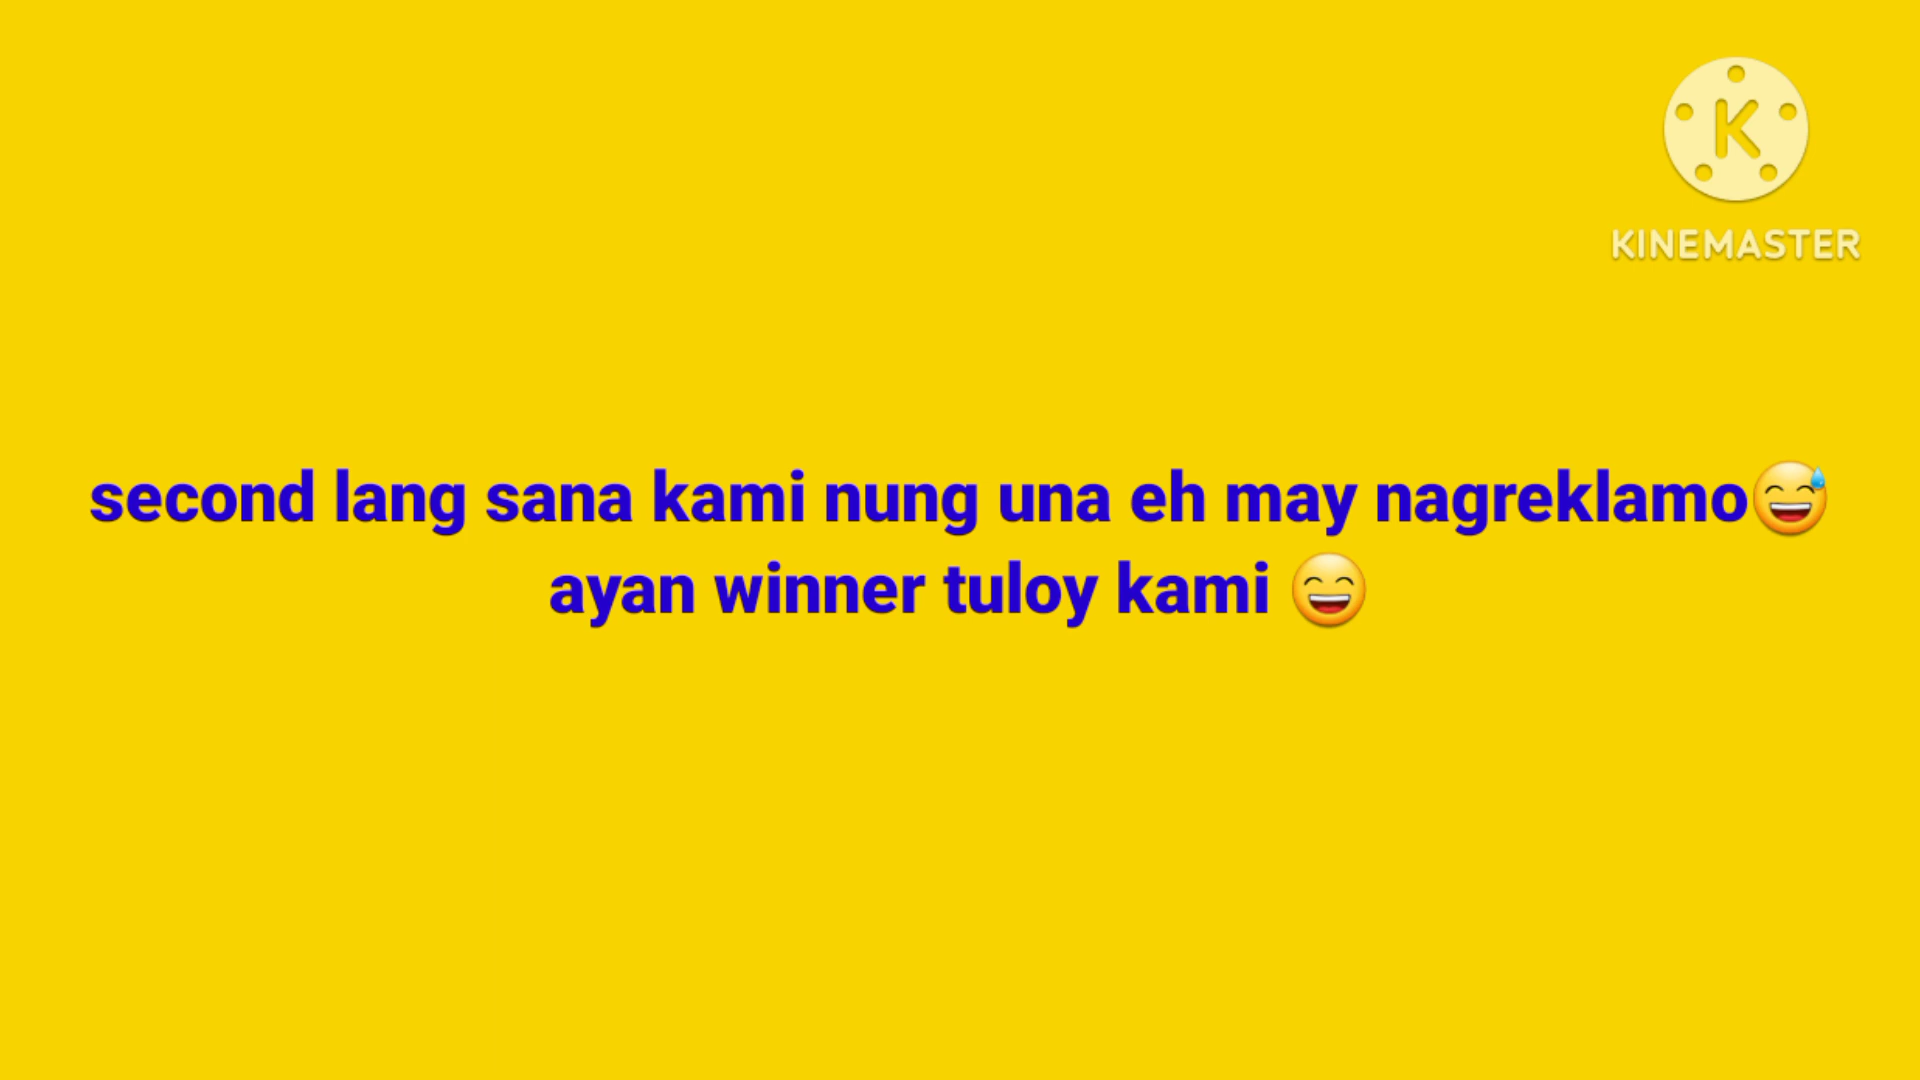 KINEMASTER
second lang sana kami nung una eh may nagreklamo😅
ayan winner tuloy kami 😄